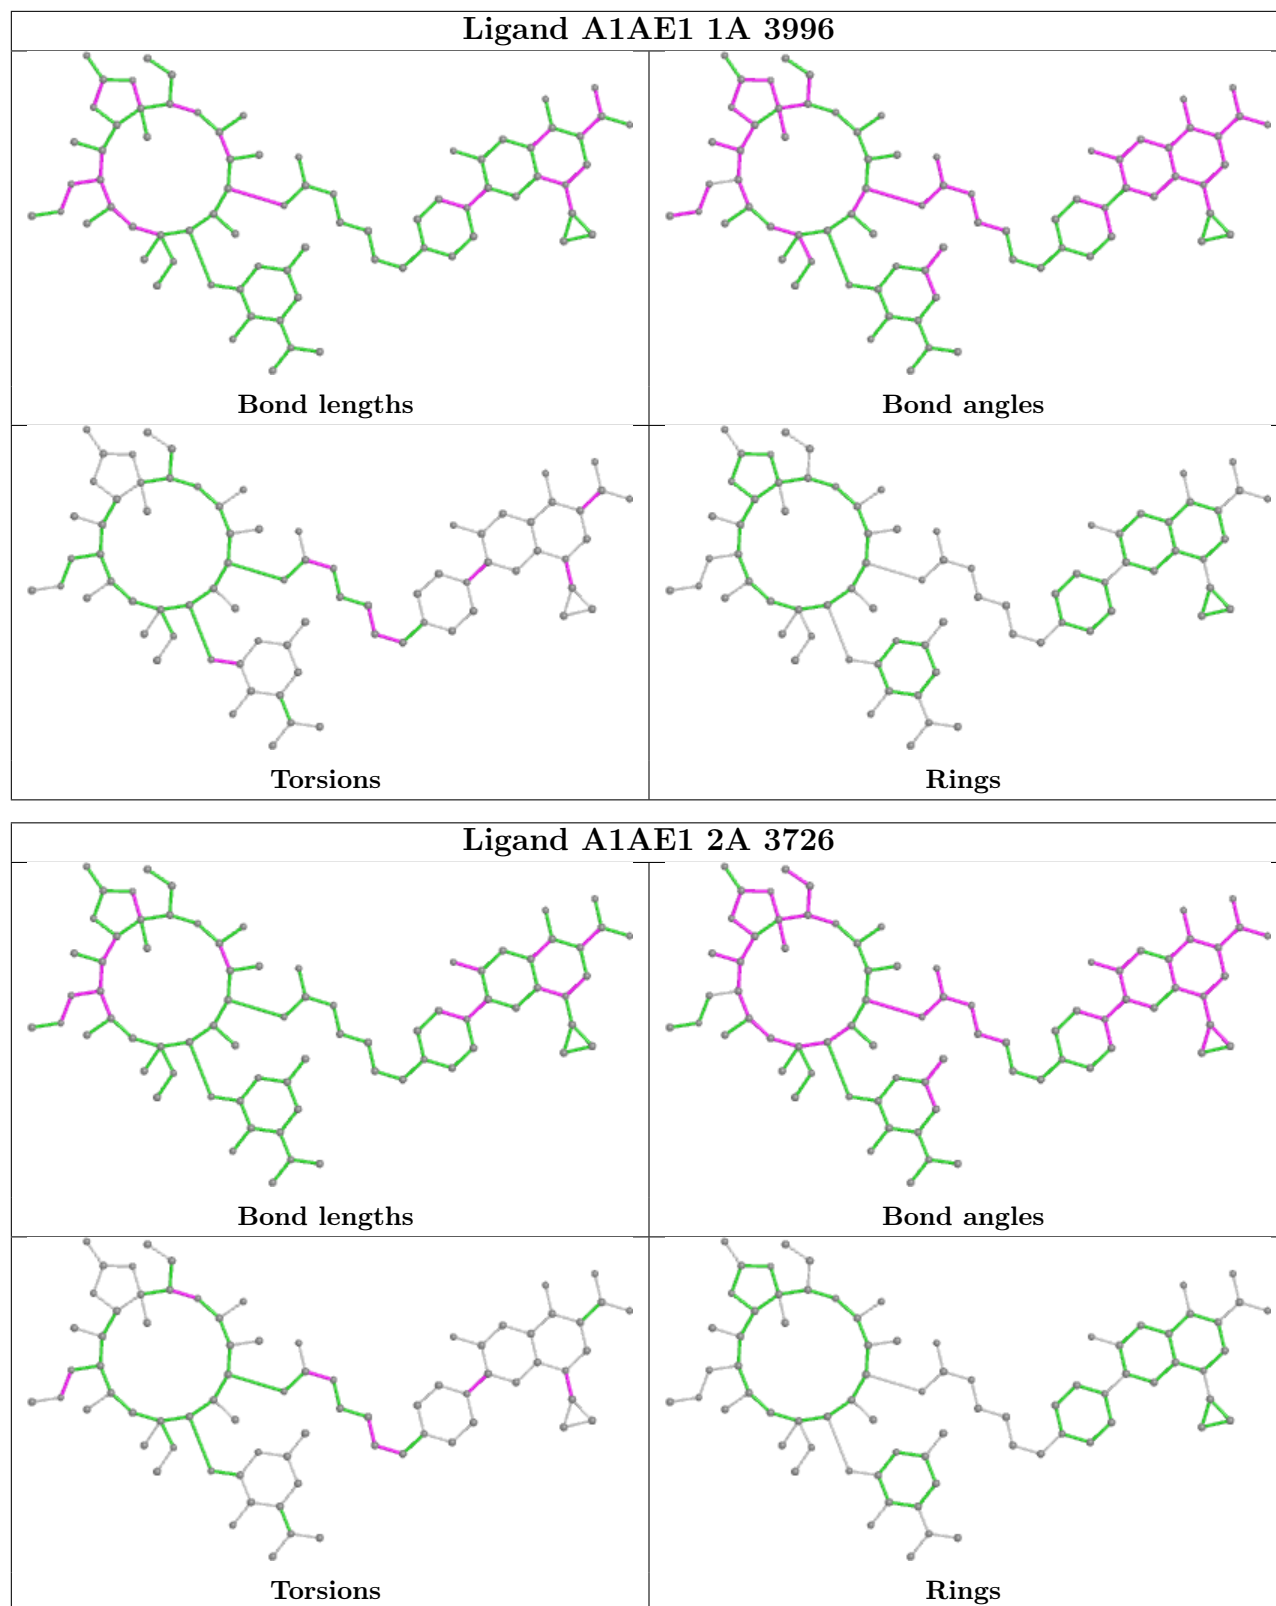 Ligand A1AE1 1A 3996
Bond lengths
Bond angles
Torsions
Rings
Ligand A1AE1 2A 3726
Bond lengths
Bond angles
Torsions
Rings